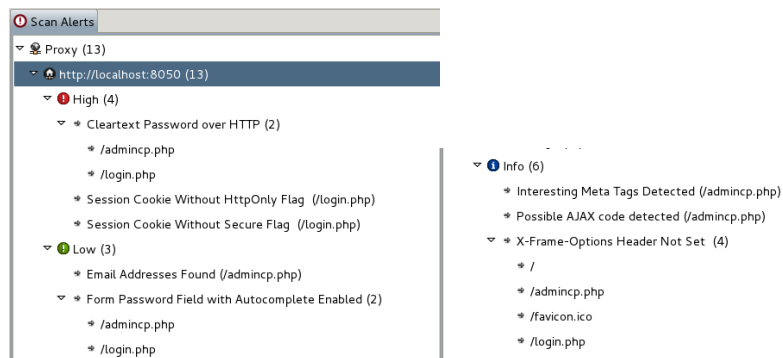 Scan Alerts
Proxy (13)
http://localhost:8050 (13)
High (4)
Cleartext Password over HTTP (2)
/admincp.php
/login.php
Session Cookie Without HttpOnly Flag (/login.php)
Session Cookie Without Secure Flag (/login.php)
Low (3)
Email Addresses Found (/admincp.php)
Form Password Field with Autocomplete Enabled (2)
/admincp.php
/login.php
Info (6)
Interesting Meta Tags Detected (/admincp.php)
Possible AJAX code detected (/admincp.php)
X-Frame-Options Header Not Set (4)
/
/admincp.php
/favicon.ico
/login.php